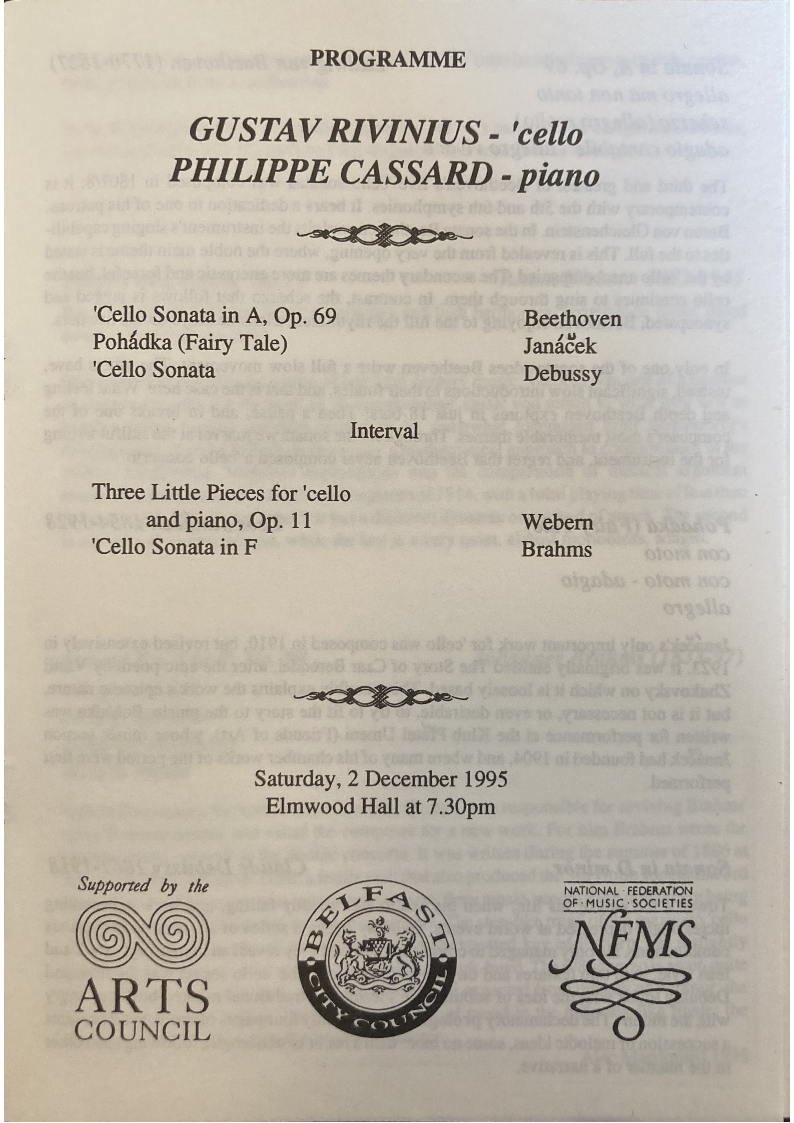 PROGRAMME
GUSTAV RIVINIUS - 'cello
PHILIPPE CASSARD - piano
'Cello Sonata in A, Op. 69 Beethoven
Pohádka (Fairy Tale) Janáček
'Cello Sonata Debussy
Interval
Three Little Pieces for 'cello
and piano, Op. 11 Webern
'Cello Sonata in F Brahms
Saturday, 2 December 1995
Elmwood Hall at 7.30pm
Supported by the
ARTS
COUNCIL
BELFAST
CITY COUNCIL
NATIONAL · FEDERATION
OF · MUSIC · SOCIETIES
NFMS